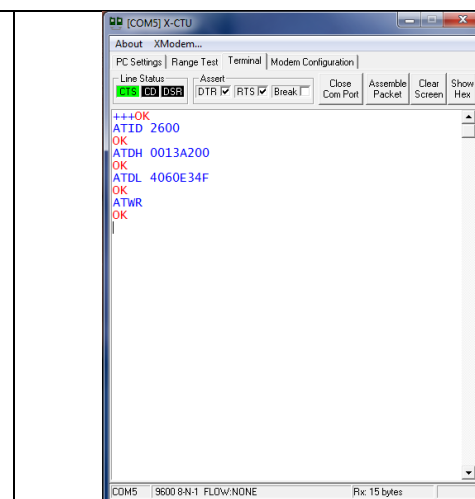 [COM5] X-CTU
About XModem...
PC Settings Range Test Terminal Modem Configuration
Line Status Assert
CTS CD DSR DTR RTS Break
Close Com Port Assemble Packet Clear Screen Show Hex
+++OK
ATID 2600
OK
ATDH 0013A200
OK
ATDL 4060E34F
OK
ATWR
OK
COM5 9600 8-N-1 FLOW:NONE Rx: 15 bytes